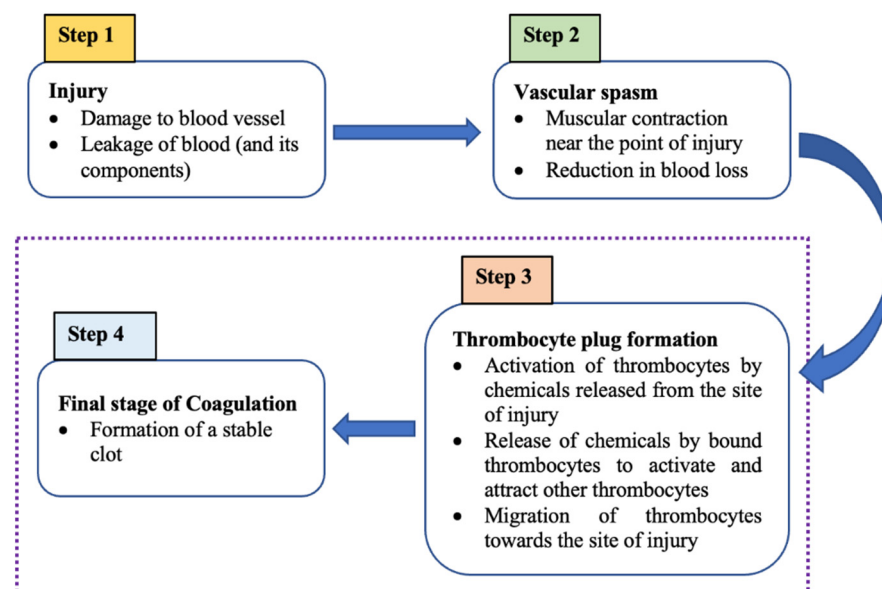 Step 1
Injury
• Damage to blood vessel
• Leakage of blood (and its
components)
Step 2
Vascular spasm
• Muscular contraction
near the point of injury
• Reduction in blood loss
Step 3
Thrombocyte plug formation
• Activation of thrombocytes by
chemicals released from the site
of injury
• Release of chemicals by bound
thrombocytes to activate and
attract other thrombocytes
• Migration of thrombocytes
towards the site of injury
Step 4
Final stage of Coagulation
• Formation of a stable
clot